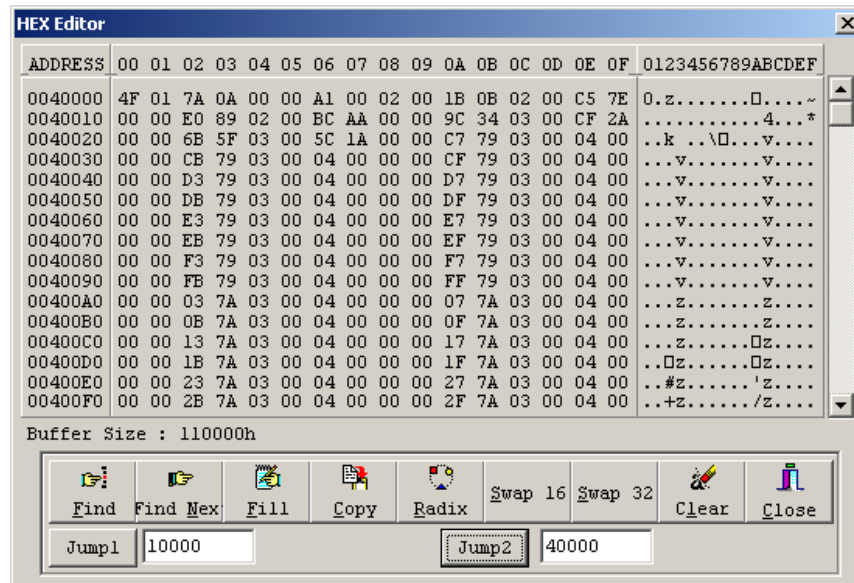 HEX Editor
ADDRESS 00 01 02 03 04 05 06 07 08 09 0A 0B 0C 0D 0E 0F 0123456789ABCDEF
0040000 4F 01 7A 0A 00 00 A1 00 02 00 1B 0B 02 00 C5 7E 0.z.......□....~
0040010 00 00 E0 89 02 00 BC AA 00 00 9C 34 03 00 CF 2A ...........4...*
0040020 00 00 6B 5F 03 00 5C 1A 00 00 C7 79 03 00 04 00 ..k ..\□...v....
0040030 00 00 CB 79 03 00 04 00 00 00 CF 79 03 00 04 00 ...v.......v....
0040040 00 00 D3 79 03 00 04 00 00 00 D7 79 03 00 04 00 ...v.......v....
0040050 00 00 DB 79 03 00 04 00 00 00 DF 79 03 00 04 00 ...v.......v....
0040060 00 00 E3 79 03 00 04 00 00 00 E7 79 03 00 04 00 ...v.......v....
0040070 00 00 EB 79 03 00 04 00 00 00 EF 79 03 00 04 00 ...v.......v....
0040080 00 00 F3 79 03 00 04 00 00 00 F7 79 03 00 04 00 ...v.......v....
0040090 00 00 FB 79 03 00 04 00 00 00 FF 79 03 00 04 00 ...v.......v....
00400A0 00 00 03 7A 03 00 04 00 00 00 07 7A 03 00 04 00 ...z.......z....
00400B0 00 00 0B 7A 03 00 04 00 00 00 0F 7A 03 00 04 00 ...z.......z....
00400C0 00 00 13 7A 03 00 04 00 00 00 17 7A 03 00 04 00 ...z......□z....
00400D0 00 00 1B 7A 03 00 04 00 00 00 1F 7A 03 00 04 00 ..□z......□z....
00400E0 00 00 23 7A 03 00 04 00 00 00 27 7A 03 00 04 00 ..#z......'z....
00400F0 00 00 2B 7A 03 00 04 00 00 00 2F 7A 03 00 04 00 ..+z....../z....
Buffer Size : 110000h
Find Find Nex Fill Copy Radix Swap 16 Swap 32 Clear Close
Jump1 10000 Jump2 40000